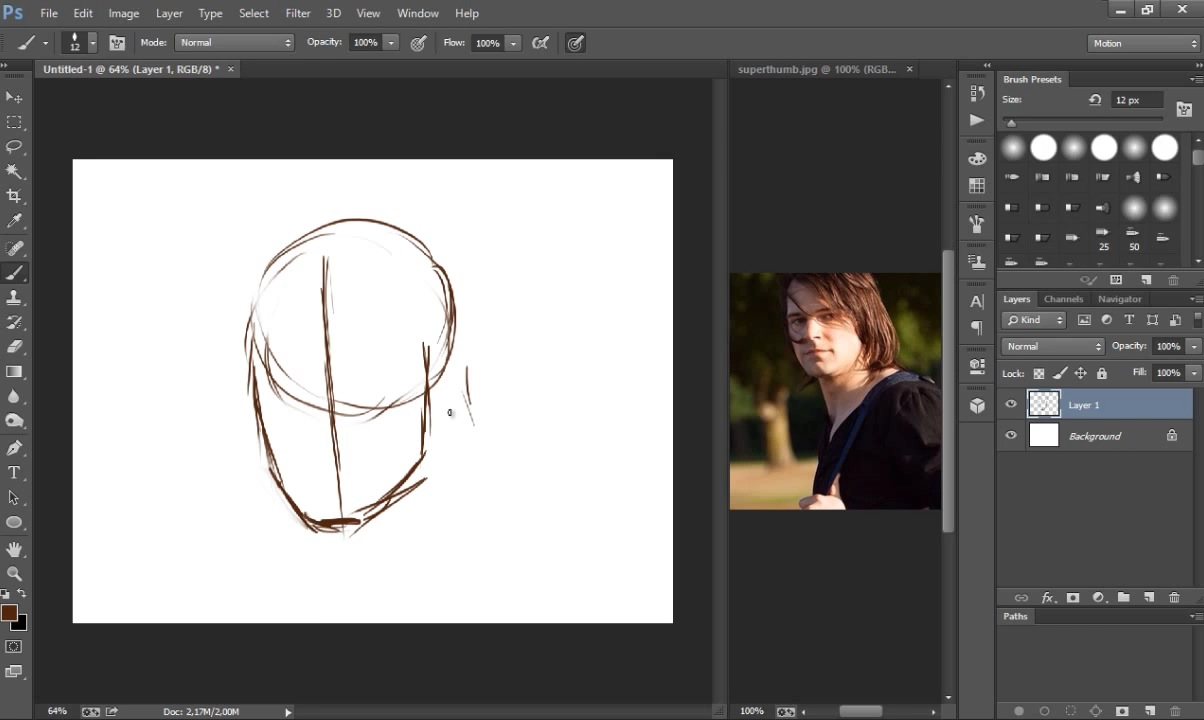 Ps File Edit Image Layer Type Select Filter 3D View Window Help
12 Mode: Normal Opacity: 100% Flow: 100% Motion
Untitled-1 @ 64% (Layer 1, RGB/8) * × superthumb.jpg @ 100% (RGB... ×
Brush Presets
Size: 12 px
25 50
Layers Channels Navigator
Kind
Normal Opacity: 100%
Lock: Fill: 100%
Layer 1
Background
fx
Paths
64% Doc: 2,17M/2,00M 100%